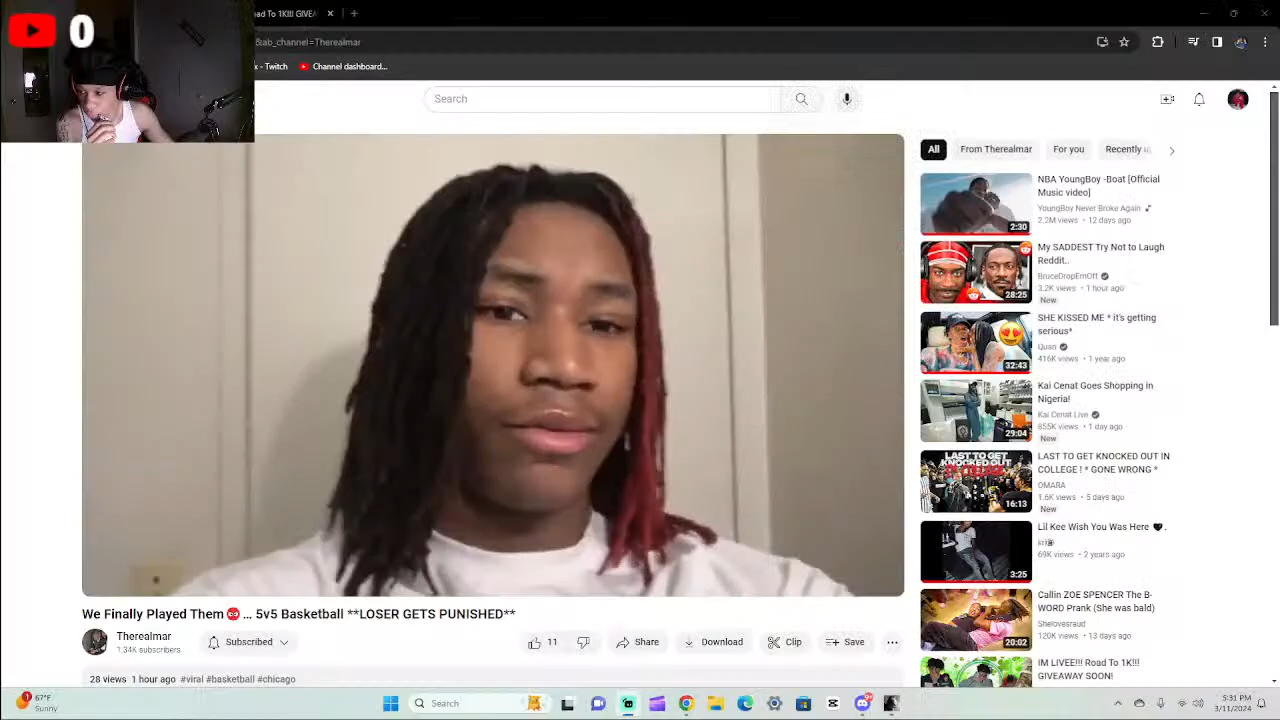 0
oad To 1K!!! GIVEA
&ab_channel=Therealmar
x - Twitch
Channel dashboard...
Search
All
From Therealmar
For you
Recently
NBA YoungBoy -Boat [Official
Music video]
YoungBoy Never Broke Again
2.2M views • 12 days ago
2:30
My SADDEST Try Not to Laugh
Reddit..
BruceDropEmOff
3.2K views • 1 hour ago
New
28:25
SHE KISSED ME * it's getting
serious*
Quan
416K views • 1 year ago
32:43
Kai Cenat Goes Shopping in
Nigeria!
Kai Cenat Live
855K views • 1 day ago
New
29:04
LAST TO GET KNOCKED OUT IN
COLLEGE ! * GONE WRONG *
OMARA
1.6K views • 5 days ago
New
LAST TO GET
KNOCKED OUT
16:13
Lil Kee Wish You Was Here 🖤.
69K views • 2 years ago
3:25
Callin ZOE SPENCER The B-
WORD Prank (She was bald)
Shelovesraud
120K views • 13 days ago
20:02
IM LIVEE!!! Road To 1K!!!
GIVEAWAY SOON!
We Finally Played Them ... 5v5 Basketball **LOSER GETS PUNISHED**
Therealmar
1.34K subscribers
Subscribed
11
Share
Download
Clip
Save
28 views 1 hour ago #viral #basketball #chicago
67°F
Sunny
Search
5:31 PM
3/11/2024